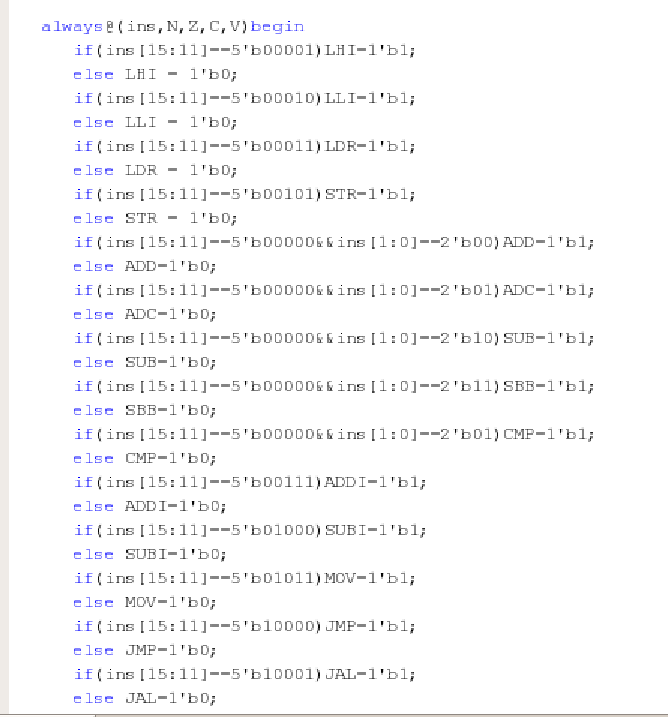 always@(ins,N,Z,C,V)begin
if(ins[15:11]==5'b00001)LHI=1'b1;
else LHI = 1'b0;
if(ins[15:11]==5'b00010)LLI=1'b1;
else LLI = 1'b0;
if(ins[15:11]==5'b00011)LDR=1'b1;
else LDR = 1'b0;
if(ins[15:11]==5'b00101)STR=1'b1;
else STR = 1'b0;
if(ins[15:11]==5'b00000&&ins[1:0]==2'b00)ADD=1'b1;
else ADD=1'b0;
if(ins[15:11]==5'b00000&&ins[1:0]==2'b01)ADC=1'b1;
else ADC=1'b0;
if(ins[15:11]==5'b00000&&ins[1:0]==2'b10)SUB=1'b1;
else SUB=1'b0;
if(ins[15:11]==5'b00000&&ins[1:0]==2'b11)SBB=1'b1;
else SBB=1'b0;
if(ins[15:11]==5'b00000&&ins[1:0]==2'b01)CMP=1'b1;
else CMP=1'b0;
if(ins[15:11]==5'b00111)ADDI=1'b1;
else ADDI=1'b0;
if(ins[15:11]==5'b01000)SUBI=1'b1;
else SUBI=1'b0;
if(ins[15:11]==5'b01011)MOV=1'b1;
else MOV=1'b0;
if(ins[15:11]==5'b10000)JMP=1'b1;
else JMP=1'b0;
if(ins[15:11]==5'b10001)JAL=1'b1;
else JAL=1'b0;